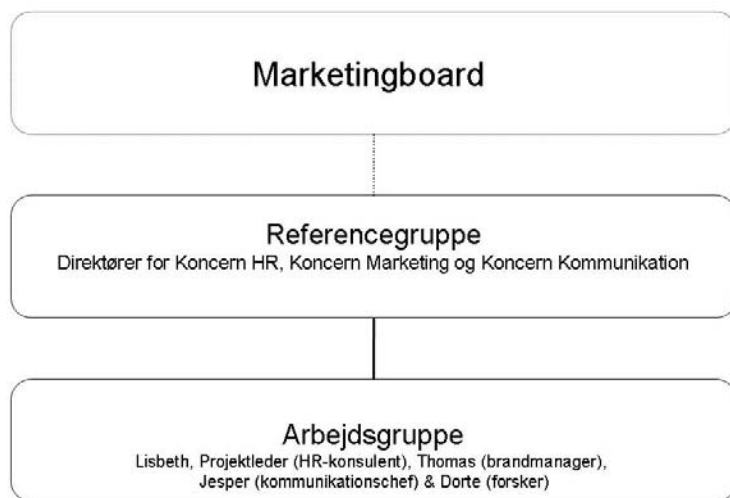 Marketingboard
Referencegruppe
Direktører for Koncern HR, Koncern Marketing og Koncern Kommunikation
Arbejdsgruppe
Lisbeth, Projektleder (HR-konsulent), Thomas (brandmanager),
Jesper (kommunikationschef) & Dorte (forsker)